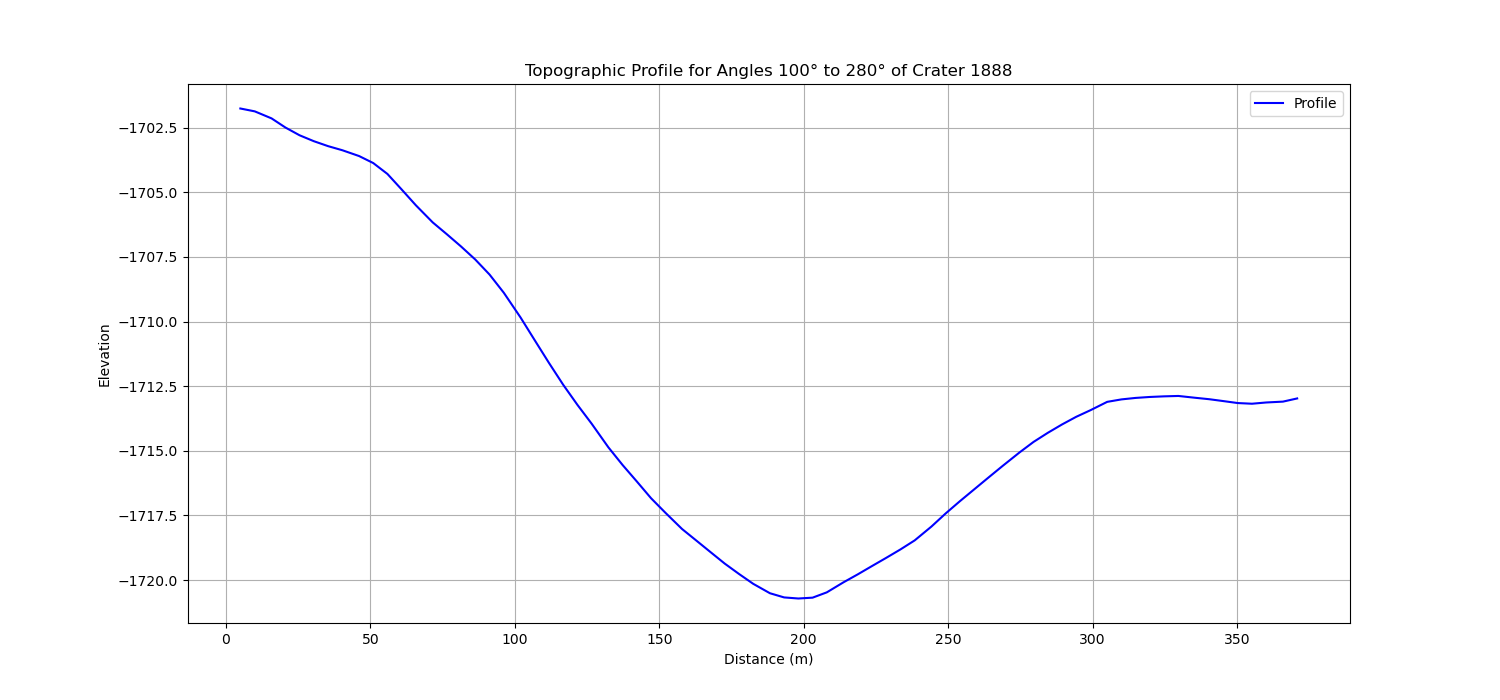 Topographic Profile for Angles 100° to 280° of Crater 1888
Profile
−1702.5
−1705.0
−1707.5
−1710.0
−1712.5
−1715.0
−1717.5
−1720.0
Elevation
0 50 100 150 200 250 300 350
Distance (m)